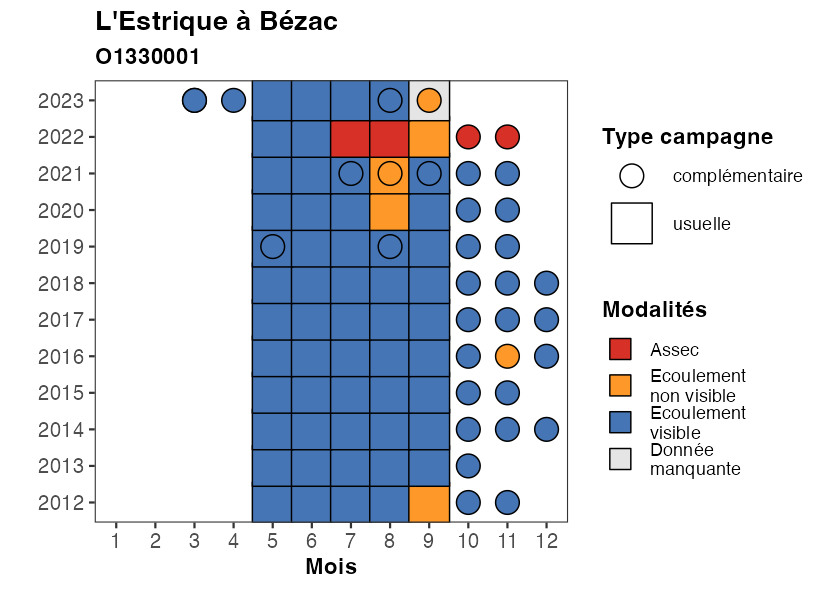 L'Estrique à Bézac
O1330001
2023
2022
2021
2020
2019
2018
2017
2016
2015
2014
2013
2012
1 2 3 4 5 6 7 8 9 10 11 12
Mois
Type campagne
complémentaire
usuelle
Modalités
Assec
Ecoulement
non visible
Ecoulement
visible
Donnée
manquante